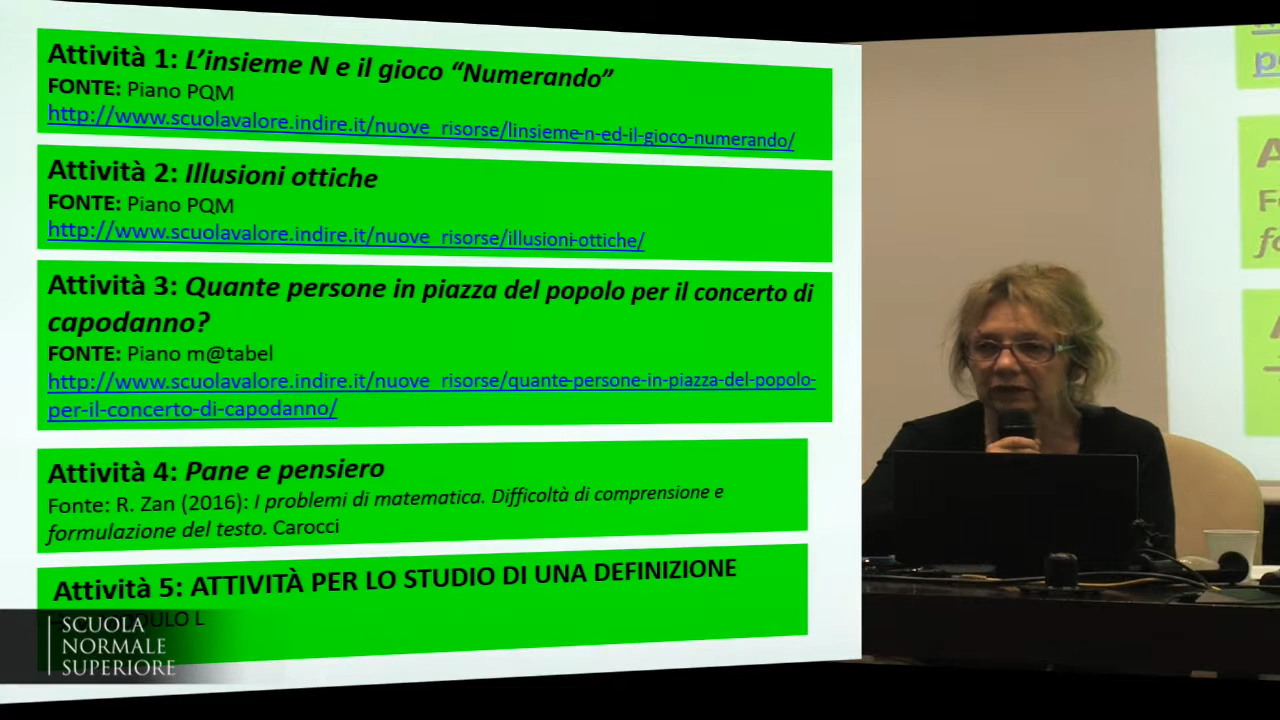 Attività 1: L'insieme N e il gioco “Numerando”
FONTE: Piano PQM
http://www.scuolavalore.indire.it/nuove_risorse/linsieme-n-ed-il-gioco-numerando/
Attività 2: Illusioni ottiche
FONTE: Piano PQM
http://www.scuolavalore.indire.it/nuove_risorse/illusioni-ottiche/
Attività 3: Quante persone in piazza del popolo per il concerto di
capodanno?
FONTE: Piano m@tabel
http://www.scuolavalore.indire.it/nuove_risorse/quante-persone-in-piazza-del-popolo-
per-il-concerto-di-capodanno/
Attività 4: Pane e pensiero
Fonte: R. Zan (2016): I problemi di matematica. Difficoltà di comprensione e
formulazione del testo. Carocci
Attività 5: ATTIVITÀ PER LO STUDIO DI UNA DEFINIZIONE
SCUOLA
NORMALE
SUPERIORE